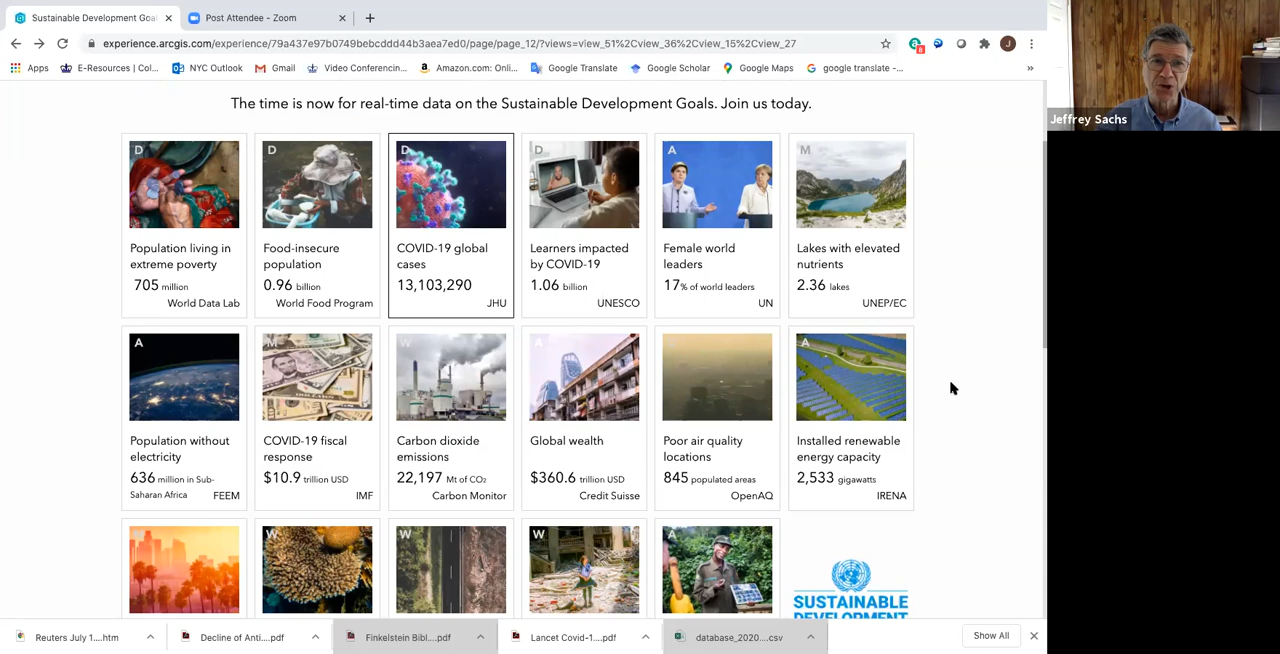 Sustainable Development Goa
Post Attendee - Zoom
experience.arcgis.com/experience/79a437e97b0749bebcddd44b3aea7ed0/page/page_12/?views=view_51%2Cview_36%2Cview_15%2Cview_27
J
Apps
E-Resources | Col...
NYC Outlook
Gmail
Video Conferencin...
Amazon.com: Onli...
Google Translate
Google Scholar
Google Maps
google translate -...
»
Jeffrey Sachs
The time is now for real-time data on the Sustainable Development Goals. Join us today.
D
D
D
D
A
M
Population living in
extreme poverty
705 million
World Data Lab
Food-insecure
population
0.96 billion
World Food Program
COVID-19 global
cases
13,103,290
JHU
Learners impacted
by COVID-19
1.06 billion
UNESCO
Female world
leaders
17% of world leaders
UN
Lakes with elevated
nutrients
2.36 lakes
UNEP/EC
A
M
W
A
A
Population without
electricity
636 million in Sub-
Saharan Africa
FEEM
COVID-19 fiscal
response
$10.9 trillion USD
IMF
Carbon dioxide
emissions
22,197 Mt of CO₂
Carbon Monitor
Global wealth
$360.6 trillion USD
Credit Suisse
Poor air quality
locations
845 populated areas
OpenAQ
Installed renewable
energy capacity
2,533 gigawatts
IRENA
W
W
W
A
SUSTAINABLE
DEVELOPMENT
Reuters July 1....htm
Decline of Anti....pdf
Finkelstein Bibl....pdf
Lancet Covid-1....pdf
database_2020....csv
Show All